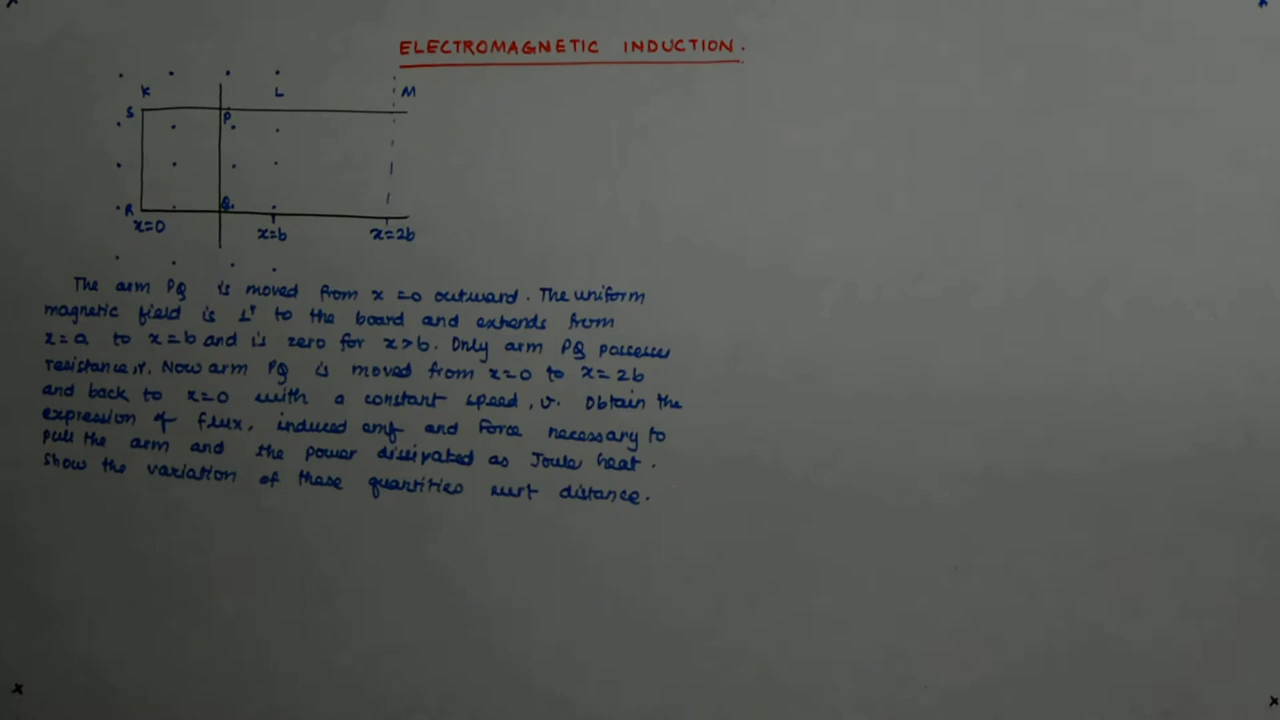 ELECTROMAGNETIC INDUCTION.
K L M
S P
R Q
x=0 x=b x=2b
The arm PQ is moved from x=0 outward. The uniform
magnetic field is ⊥r to the board and extends from
x=a to x=b and is zero for x>b. Only arm PQ possesses
resistance, r. Now arm PQ is moved from x=0 to x=2b
and back to x=0 with a constant speed, v. Obtain the
expression of flux, induced emf and Force necessary to
pull the arm and the power dissipated as Joule heat.
Show the variation of these quantities wrt distance.